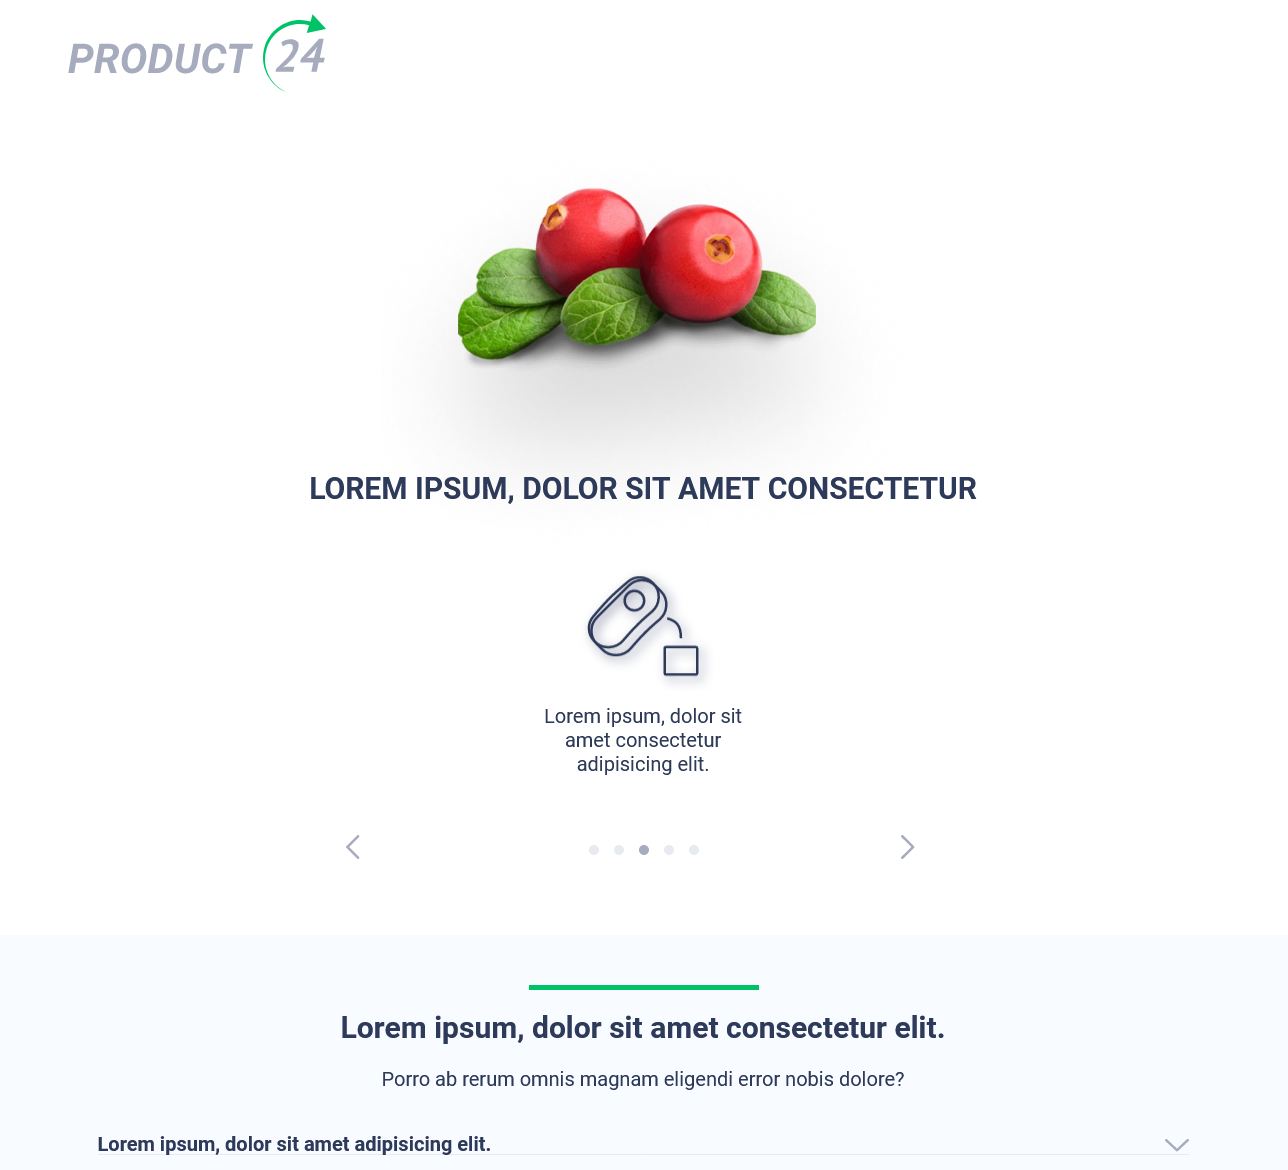 PRODUCT 24
LOREM IPSUM, DOLOR SIT AMET CONSECTETUR
Lorem ipsum, dolor sit
amet consectetur
adipisicing elit.
Lorem ipsum, dolor sit amet consectetur elit.
Porro ab rerum omnis magnam eligendi error nobis dolore?
Lorem ipsum, dolor sit amet adipisicing elit.